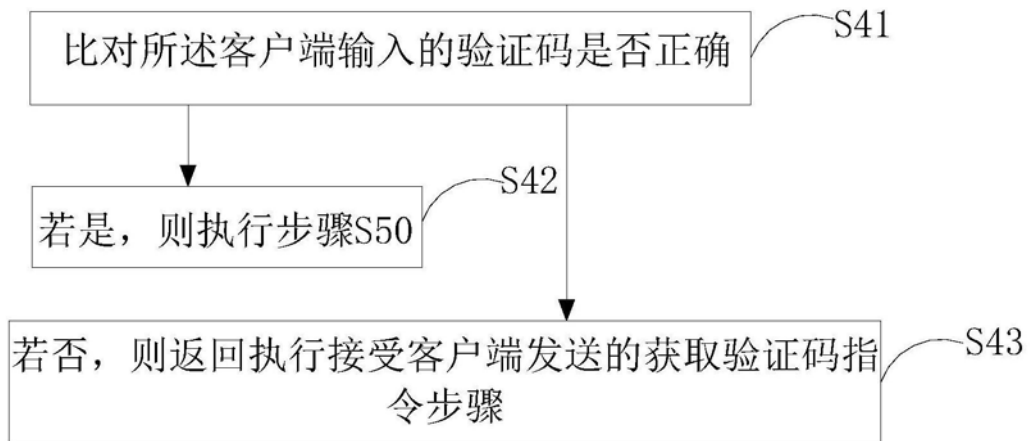 比对所述客户端输入的验证码是否正确
S41
若是，则执行步骤S50
S42
若否，则返回执行接受客户端发送的获取验证码指
令步骤
S43